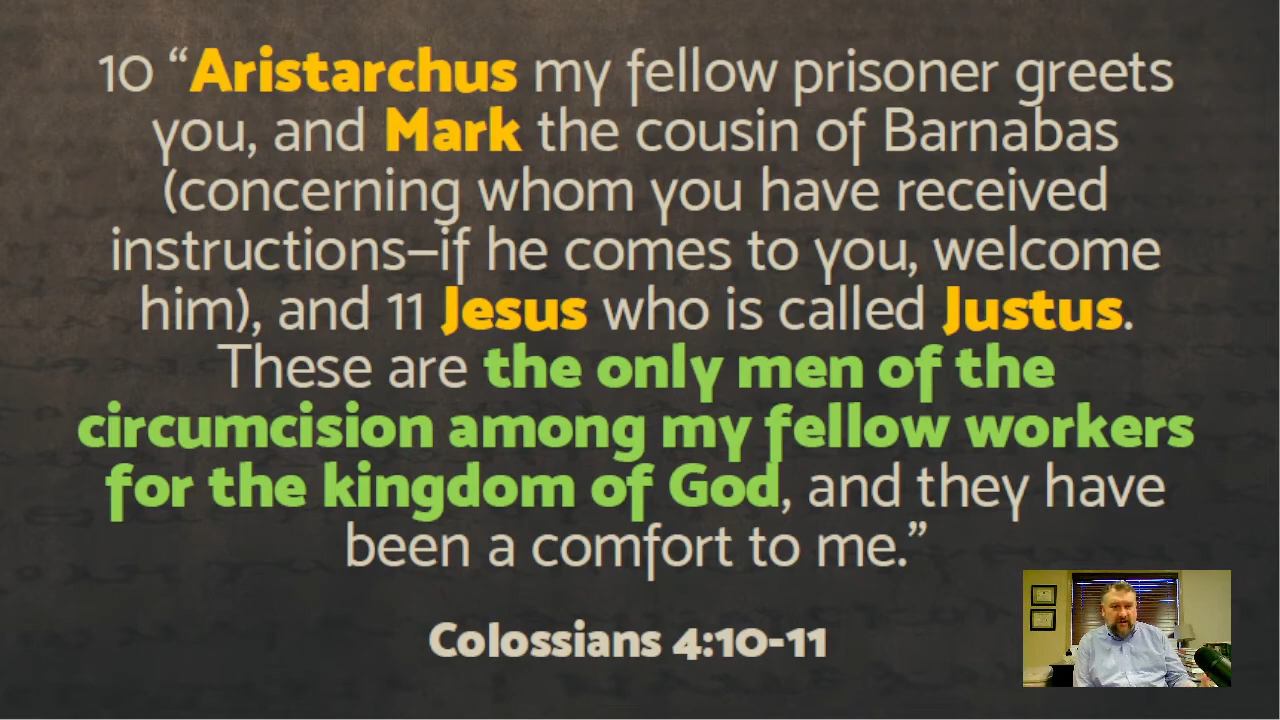 10 “Aristarchus my fellow prisoner greets
you, and Mark the cousin of Barnabas
(concerning whom you have received
instructions—if he comes to you, welcome
him), and 11 Jesus who is called Justus.
These are the only men of the
circumcision among my fellow workers
for the kingdom of God, and they have
been a comfort to me.”
Colossians 4:10-11